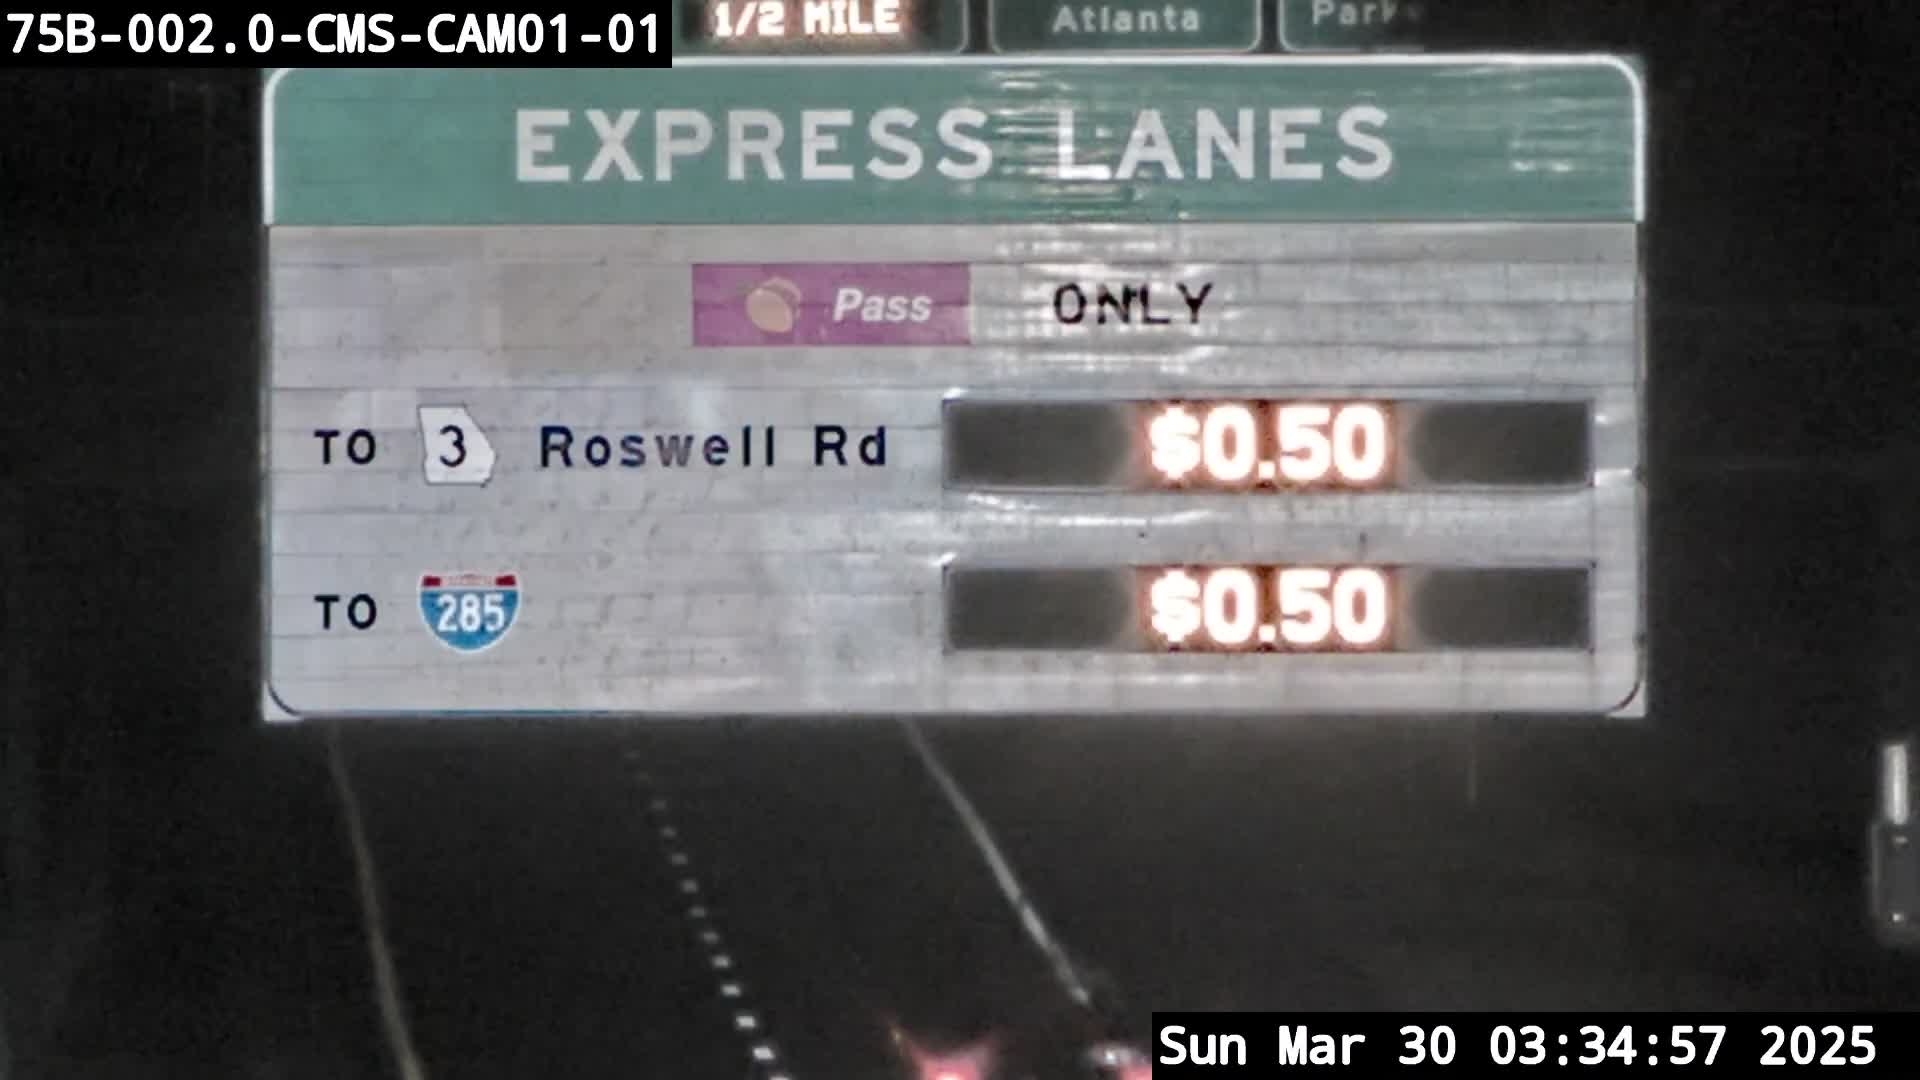 75B-002.0-CMS-CAM01-01
1/2 MILE
Atlanta
EXPRESS LANES
Pass ONLY
TO 3 Roswell Rd $0.50
TO 285 $0.50
Sun Mar 30 03:34:57 2025